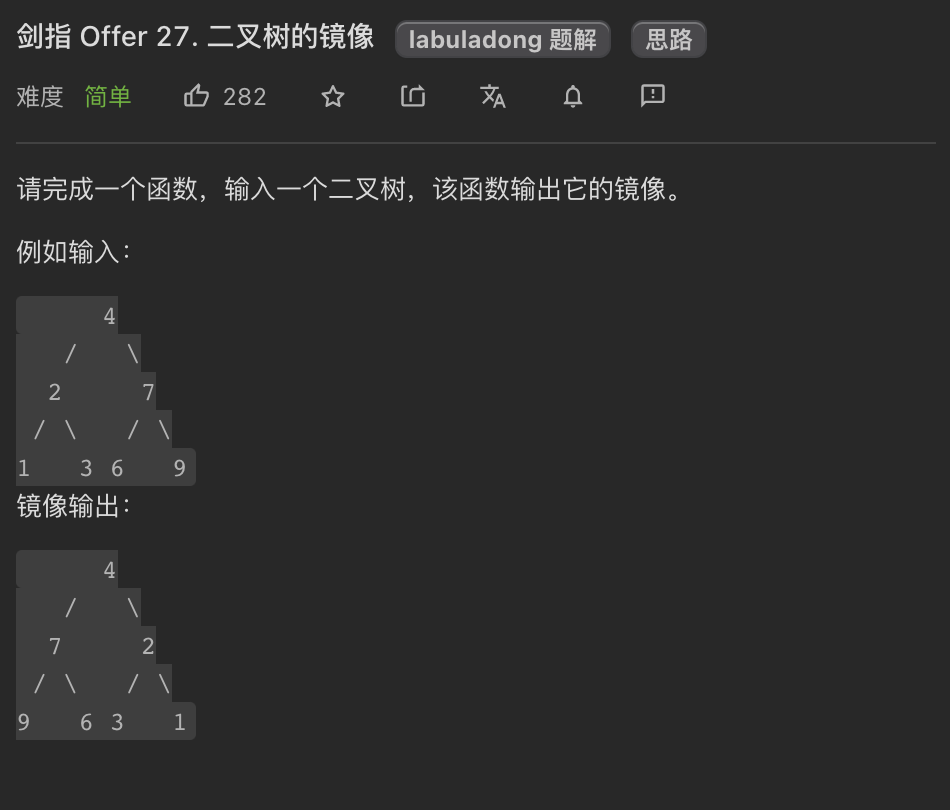 剑指 Offer 27. 二叉树的镜像 labuladong 题解 思路
难度 简单 282
请完成一个函数，输入一个二叉树，该函数输出它的镜像。
例如输入：
     4
   /   \
  2     7
 / \   / \
1   3 6   9
镜像输出：
     4
   /   \
  7     2
 / \   / \
9   6 3   1